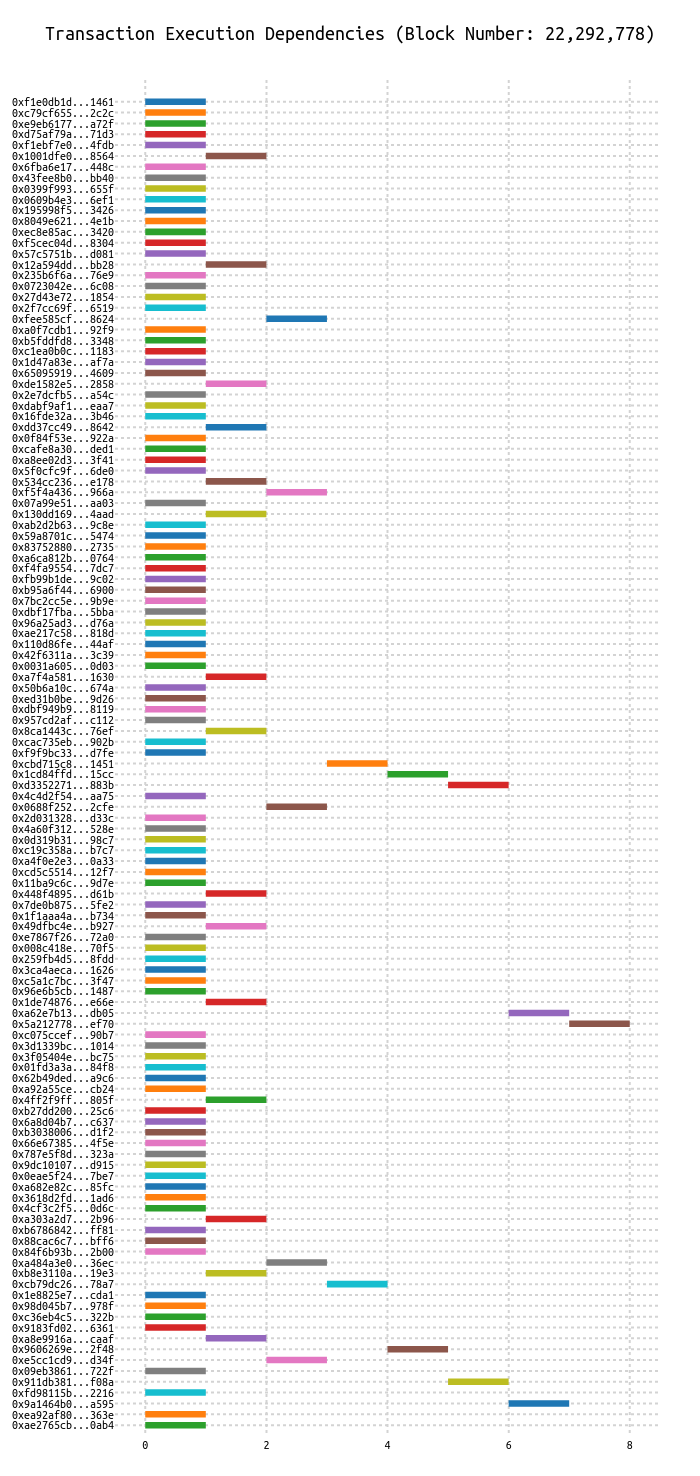 Transaction Execution Dependencies (Block Number: 22,292,778)
0xf1e0db1d...1461
0xc79cf655...2c2c
0xe9eb6177...a72f
0xd75af79a...71d3
0xf1ebf7e0...4fdb
0x1001dfe0...8564
0x6fba6e17...448c
0x43fee8b0...bb40
0x0399f993...655f
0x0609b4e3...6ef1
0x195998f5...3426
0x8049e621...4e1b
0xec8e85ac...3420
0xf5cec04d...8304
0x57c5751b...d081
0x12a594dd...bb28
0x235b6f6a...76e9
0x0723042e...6c08
0x27d43e72...1854
0x2f7cc69f...6519
0xfee585cf...8624
0xa0f7cdb1...92f9
0xb5fddfd8...3348
0xc1ea0b0c...1183
0x1d47a83e...af7a
0x65095919...4609
0xde1582e5...2858
0x2e7dcfb5...a54c
0xdabf9af1...eaa7
0x16fde32a...3b46
0xdd37cc49...8642
0x0f84f53e...922a
0xcafe8a30...ded1
0xa8ee02d3...3f41
0x5f0cfc9f...6de0
0x534cc236...e178
0xf5f4a436...966a
0x07a99e51...aa03
0x130dd169...4aad
0xab2d2b63...9c8e
0x59a8701c...5474
0x83752880...2735
0xa6ca812b...0764
0xf4fa9554...7dc7
0xfb99b1de...9c02
0xb95a6f44...6900
0x7bc2cc5e...9b9e
0xdbf17fba...5bba
0x96a25ad3...d76a
0xae217c58...818d
0x110d86fe...44af
0x42f6311a...3c39
0x0031a605...0d03
0xa7f4a581...1630
0x50b6a10c...674a
0xed31b0be...9d26
0xdbf949b9...8119
0x957cd2af...c112
0x8ca1443c...76ef
0xcac735eb...902b
0xf9f9bc33...d7fe
0xcbd715c8...1451
0x1cd84ffd...15cc
0xd3352271...883b
0x4c4d2f54...aa75
0x0688f252...2cfe
0x2d031328...d33c
0x4a60f312...528e
0x0d319b31...98c7
0xc19c358a...b7c7
0xa4f0e2e3...0a33
0xcd5c5514...12f7
0x11ba9c6c...9d7e
0x448f4895...d61b
0x7de0b875...5fe2
0x1f1aaa4a...b734
0x49dfbc4e...b927
0xe7867f26...72a0
0x008c418e...70f5
0x259fb4d5...8fdd
0x3ca4aeca...1626
0xc5a1c7bc...3f47
0x96e6b5cb...1487
0x1de74876...e66e
0xa62e7b13...db05
0x5a212778...ef70
0xc075ccef...90b7
0x3d1339bc...1014
0x3f05404e...bc75
0x01fd3a3a...84f8
0x62b49ded...a9c6
0xa92a55ce...cb24
0x4ff2f9ff...805f
0xb27dd200...25c6
0x6a8d04b7...c637
0xb3038006...d1f2
0x66e67385...4f5e
0x787e5f8d...323a
0x9dc10107...d915
0x0eae5f24...7be7
0xa682e82c...85fc
0x3618d2fd...1ad6
0x4cf3c2f5...0d6c
0xa303a2d7...2b96
0xb6786842...ff81
0x88cac6c7...bff6
0x84f6b93b...2b00
0xa484a3e0...36ec
0xb8e3110a...19e3
0xcb79dc26...78a7
0x1e8825e7...cda1
0x98d045b7...978f
0xc36eb4c5...322b
0x9183fd02...6361
0xa8e9916a...caaf
0x9606269e...2f48
0xe5cc1cd9...d34f
0x09eb3861...722f
0x911db381...f08a
0xfd98115b...2216
0x9a1464b0...a595
0xea92af80...363e
0xae2765cb...0ab4
0 2 4 6 8